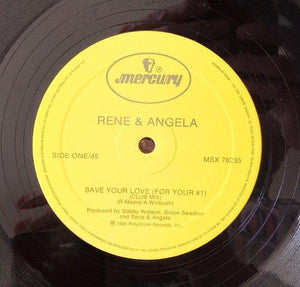 mercury
RENE & ANGELA
SIDE ONE/45
MSX 76235
SAVE YOUR LOVE (FOR YOUR #1)
(CLUB MIX)
(R.Moore/A.Winbush)
Produced by Bobby Watson, Bruce Swedien
and Rene & Angela
℗ 1985 PolyGram Records, Inc.